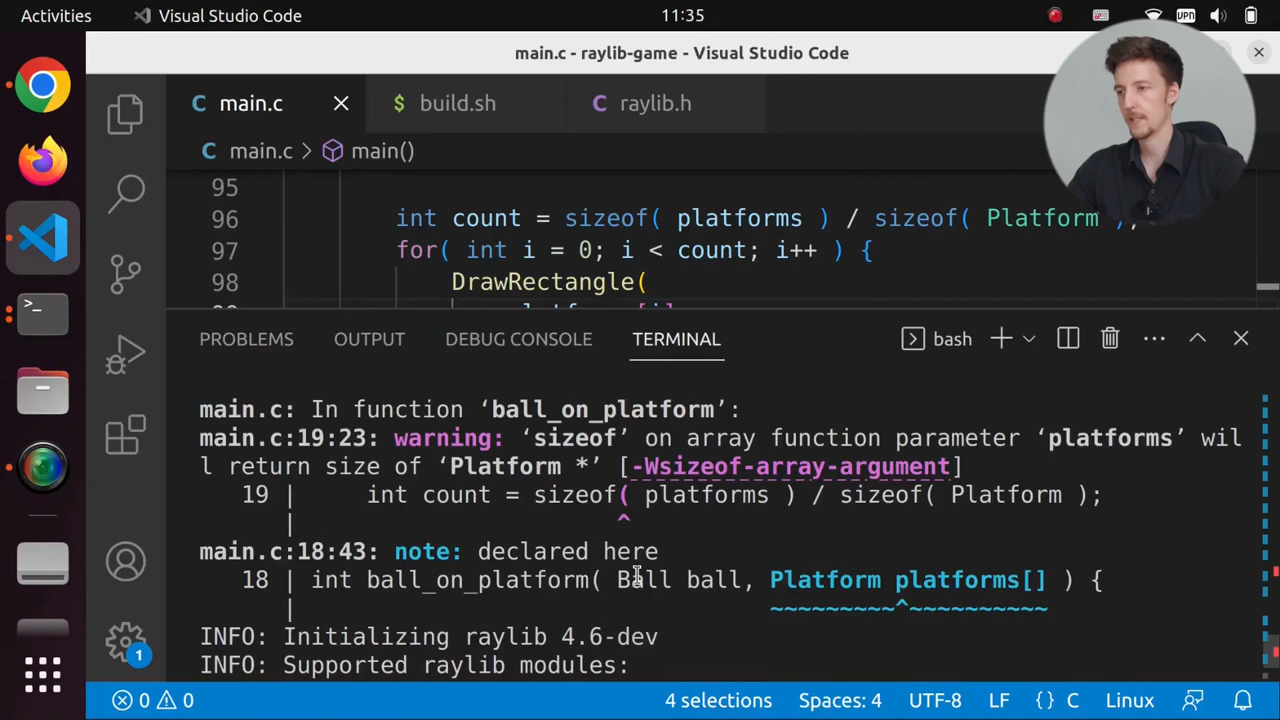 Activities
Visual Studio Code
11:35
VPN
main.c - raylib-game - Visual Studio Code
main.c
build.sh
raylib.h
main.c > main()
95
96 int count = sizeof( platforms ) / sizeof( Platform );
97 for( int i = 0; i < count; i++ ) {
98 DrawRectangle(
PROBLEMS OUTPUT DEBUG CONSOLE TERMINAL bash
main.c: In function ‘ball_on_platform’:
main.c:19:23: warning: ‘sizeof’ on array function parameter ‘platforms’ wil
l return size of ‘Platform *’ [-Wsizeof-array-argument]
19 | int count = sizeof( platforms ) / sizeof( Platform );
| ^
main.c:18:43: note: declared here
18 | int ball_on_platform( Ball ball, Platform platforms[] ) {
| ~~~~~~~~~^~~~~~~~~~
INFO: Initializing raylib 4.6-dev
INFO: Supported raylib modules:
1
0 0 4 selections Spaces: 4 UTF-8 LF {} C Linux